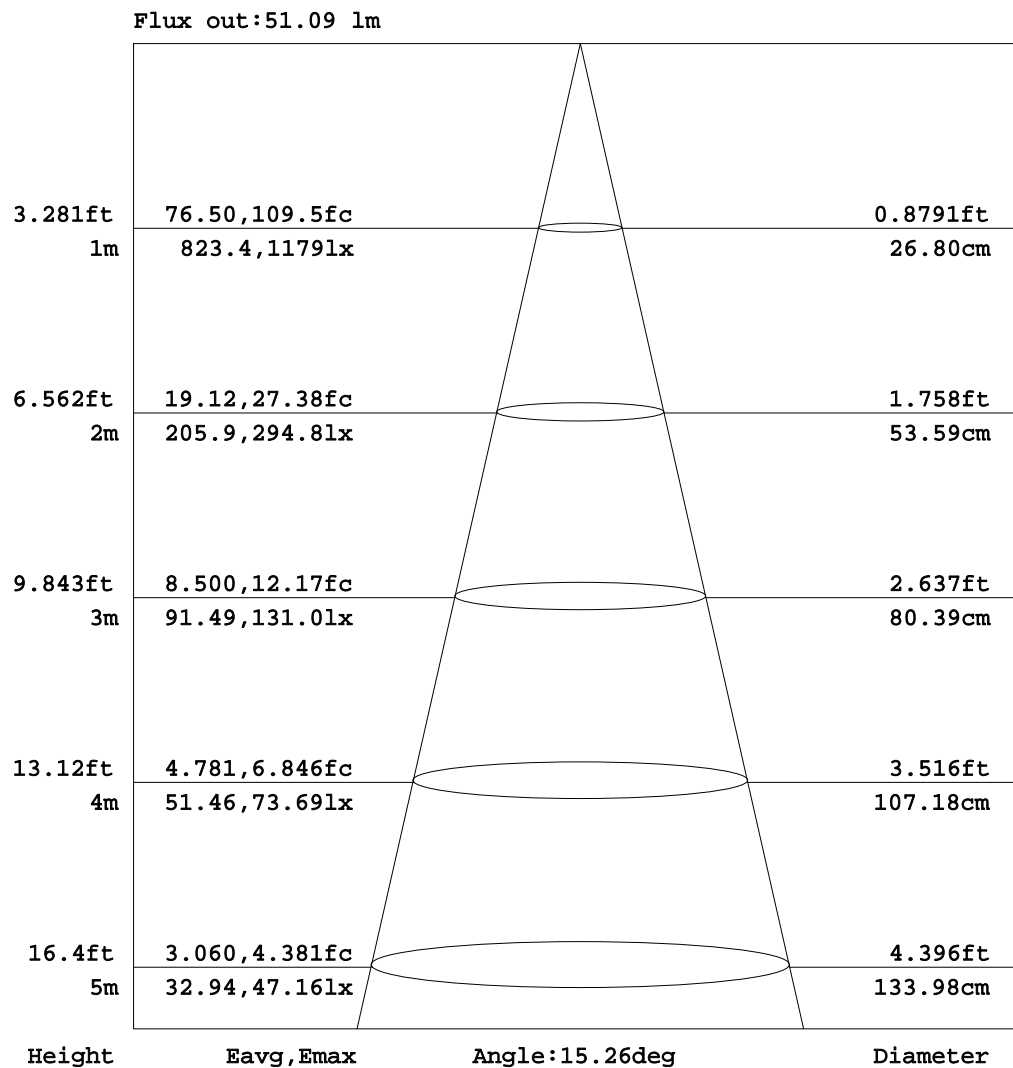 Flux out:51.09 lm
3.281ft 76.50,109.5fc 0.8791ft
1m 823.4,1179lx 26.80cm
6.562ft 19.12,27.38fc 1.758ft
2m 205.9,294.8lx 53.59cm
9.843ft 8.500,12.17fc 2.637ft
3m 91.49,131.0lx 80.39cm
13.12ft 4.781,6.846fc 3.516ft
4m 51.46,73.69lx 107.18cm
16.4ft 3.060,4.381fc 4.396ft
5m 32.94,47.16lx 133.98cm
Height Eavg,Emax Angle:15.26deg Diameter